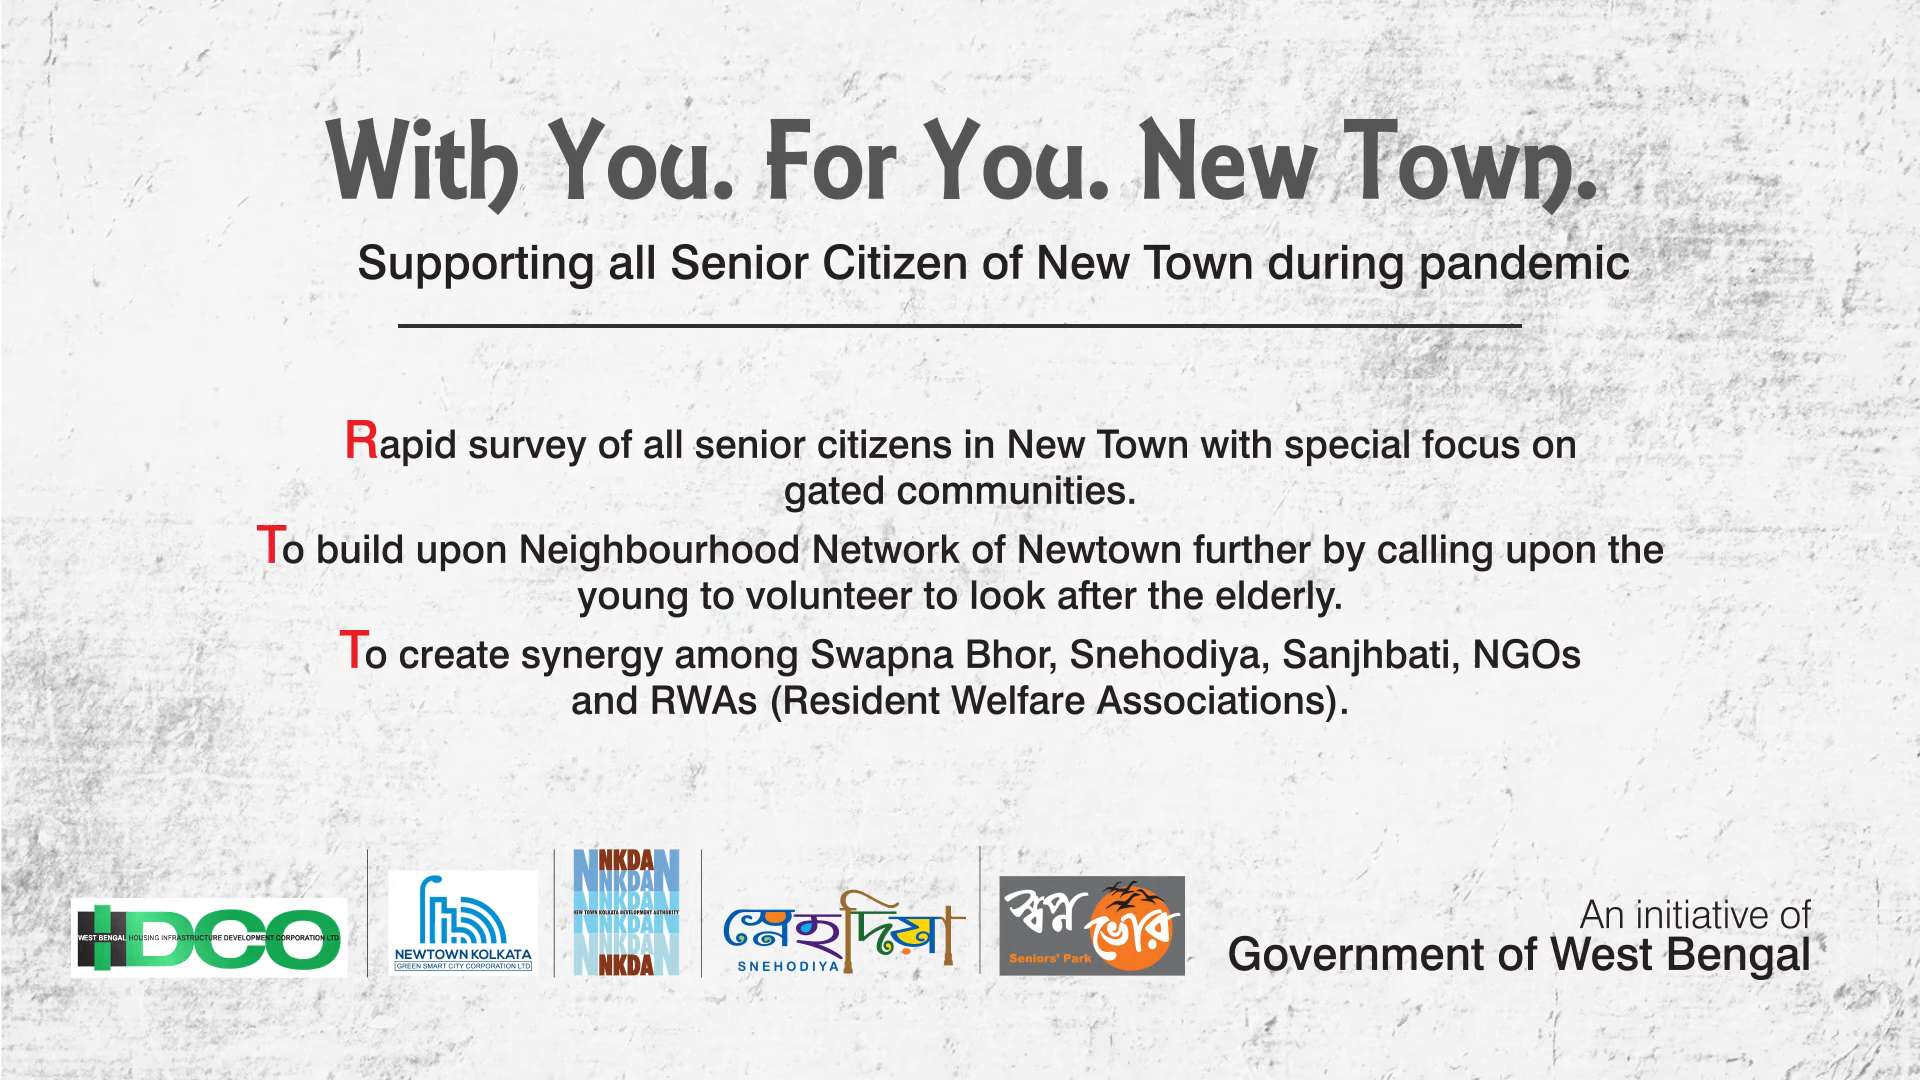 With You. For You. New Town.
Supporting all Senior Citizen of New Town during pandemic
Rapid survey of all senior citizens in New Town with special focus on
gated communities.
To build upon Neighbourhood Network of Newtown further by calling upon the
young to volunteer to look after the elderly.
To create synergy among Swapna Bhor, Snehodiya, Sanjhbati, NGOs
and RWAs (Resident Welfare Associations).
HIDCO
WEST BENGAL HOUSING INFRASTRUCTURE DEVELOPMENT CORPORATION LTD
NEWTOWN KOLKATA
GREEN SMART CITY CORPORATION LTD
N NKDA N
NNKDAN
NNKDAN
NEW TOWN KOLKATA DEVELOPMENT AUTHORITY
NNKDAN
NNKDAN
NKDA
স্নেহদিয়া
SNEHODIYA
স্বপ্ন
ভোর
Seniors' Park
An initiative of
Government of West Bengal